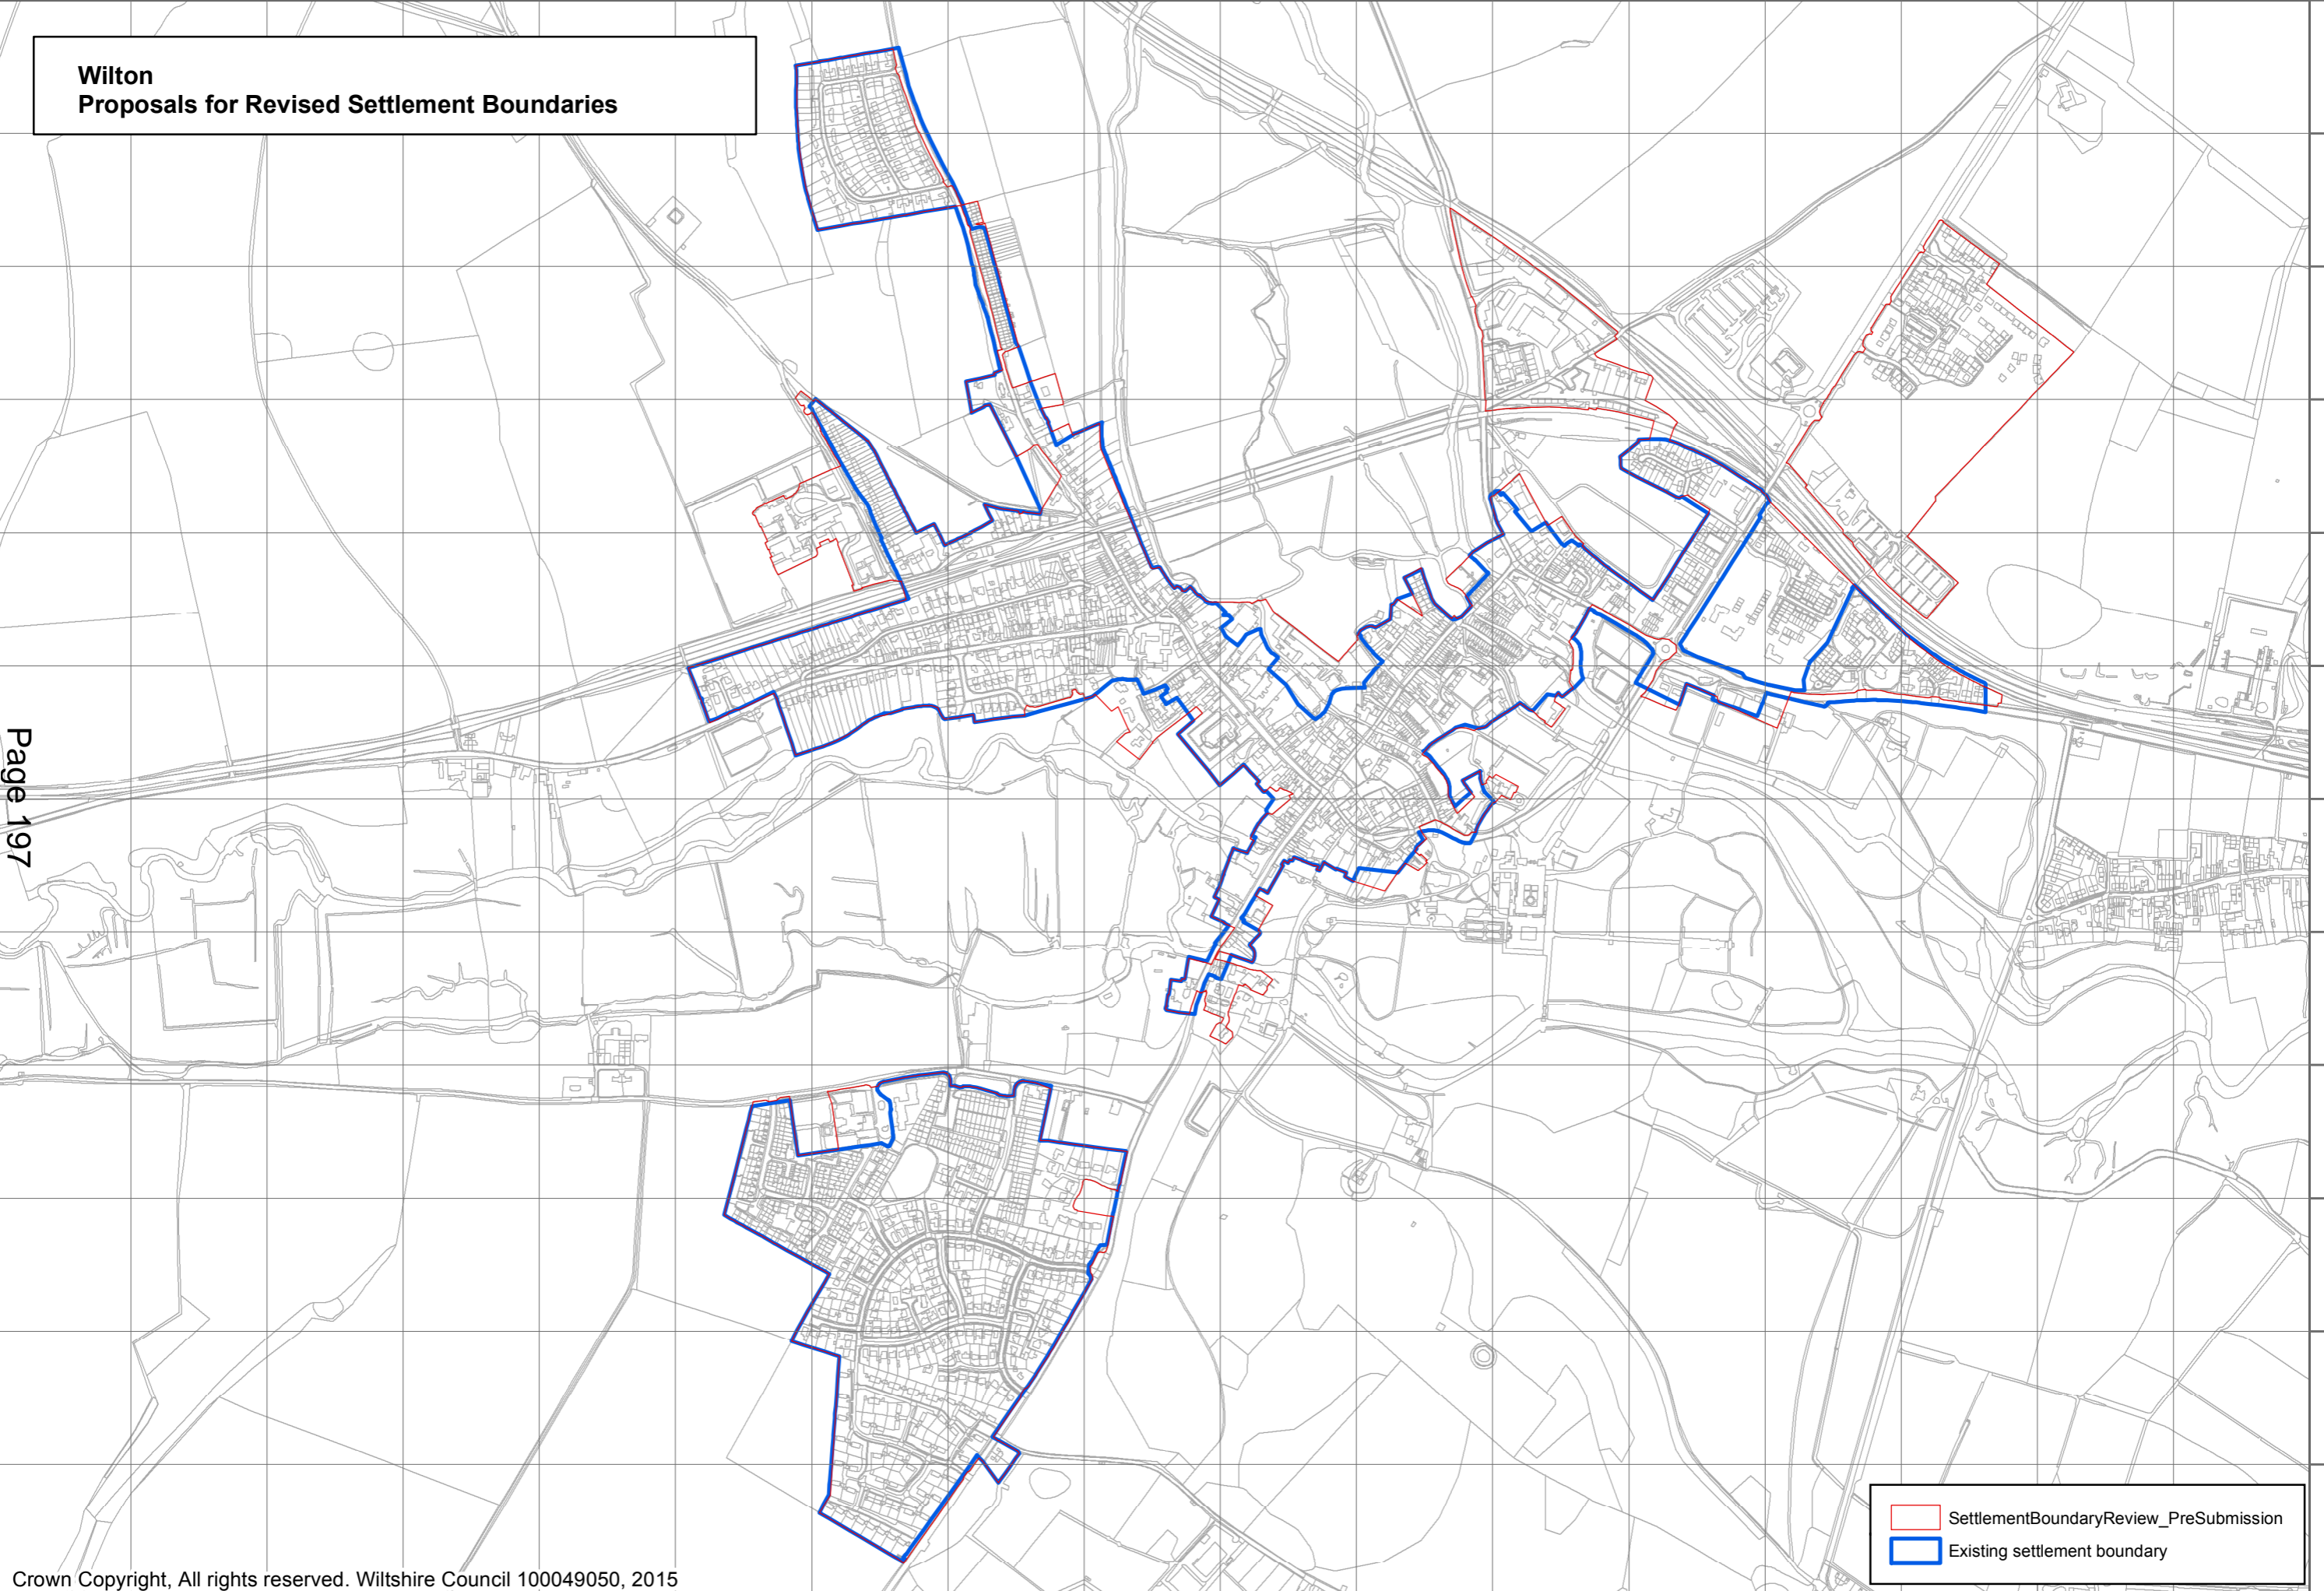 Wilton
Proposals for Revised Settlement Boundaries
Page 197
SettlementBoundaryReview_PreSubmission
Existing settlement boundary
Crown Copyright, All rights reserved. Wiltshire Council 100049050, 2015